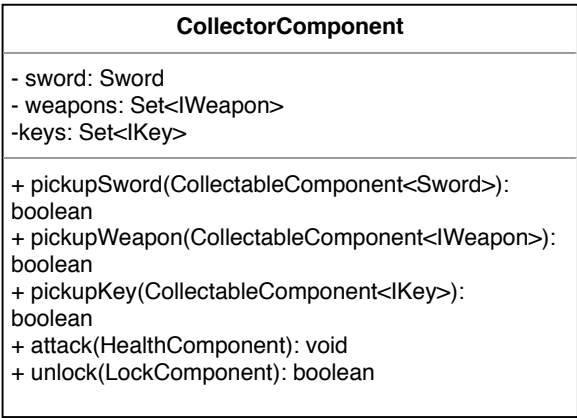 CollectorComponent
- sword: Sword
- weapons: Set<IWeapon>
-keys: Set<IKey>
+ pickupSword(CollectableComponent<Sword>):
boolean
+ pickupWeapon(CollectableComponent<IWeapon>):
boolean
+ pickupKey(CollectableComponent<IKey>):
boolean
+ attack(HealthComponent): void
+ unlock(LockComponent): boolean